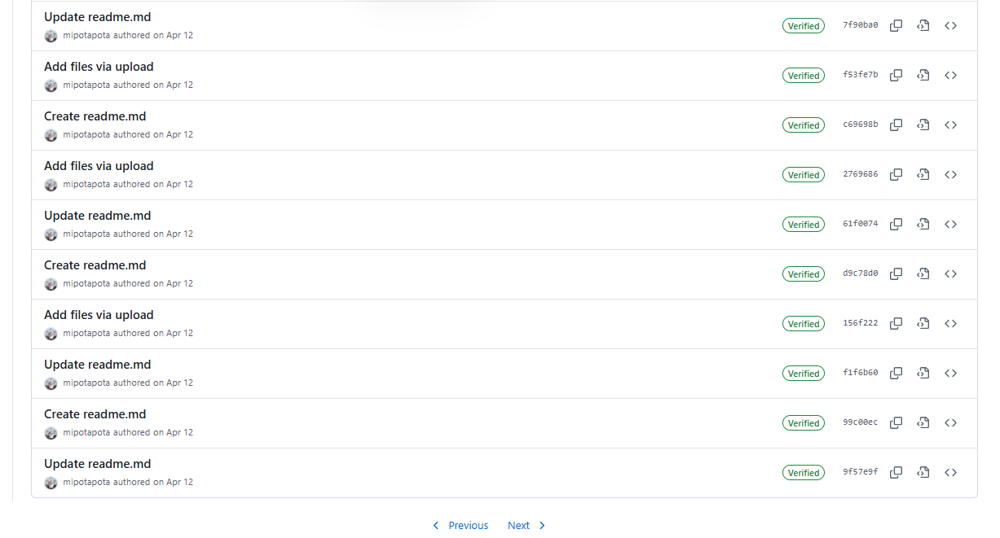 Update readme.md
mipotapota authored on Apr 12
Verified
7f90ba0
Add files via upload
mipotapota authored on Apr 12
Verified
f53fe7b
Create readme.md
mipotapota authored on Apr 12
Verified
c69698b
Add files via upload
mipotapota authored on Apr 12
Verified
2769686
Update readme.md
mipotapota authored on Apr 12
Verified
61f0074
Create readme.md
mipotapota authored on Apr 12
Verified
d9c78d0
Add files via upload
mipotapota authored on Apr 12
Verified
156f222
Update readme.md
mipotapota authored on Apr 12
Verified
f1f6b60
Create readme.md
mipotapota authored on Apr 12
Verified
99c00ec
Update readme.md
mipotapota authored on Apr 12
Verified
9f57e9f
Previous Next